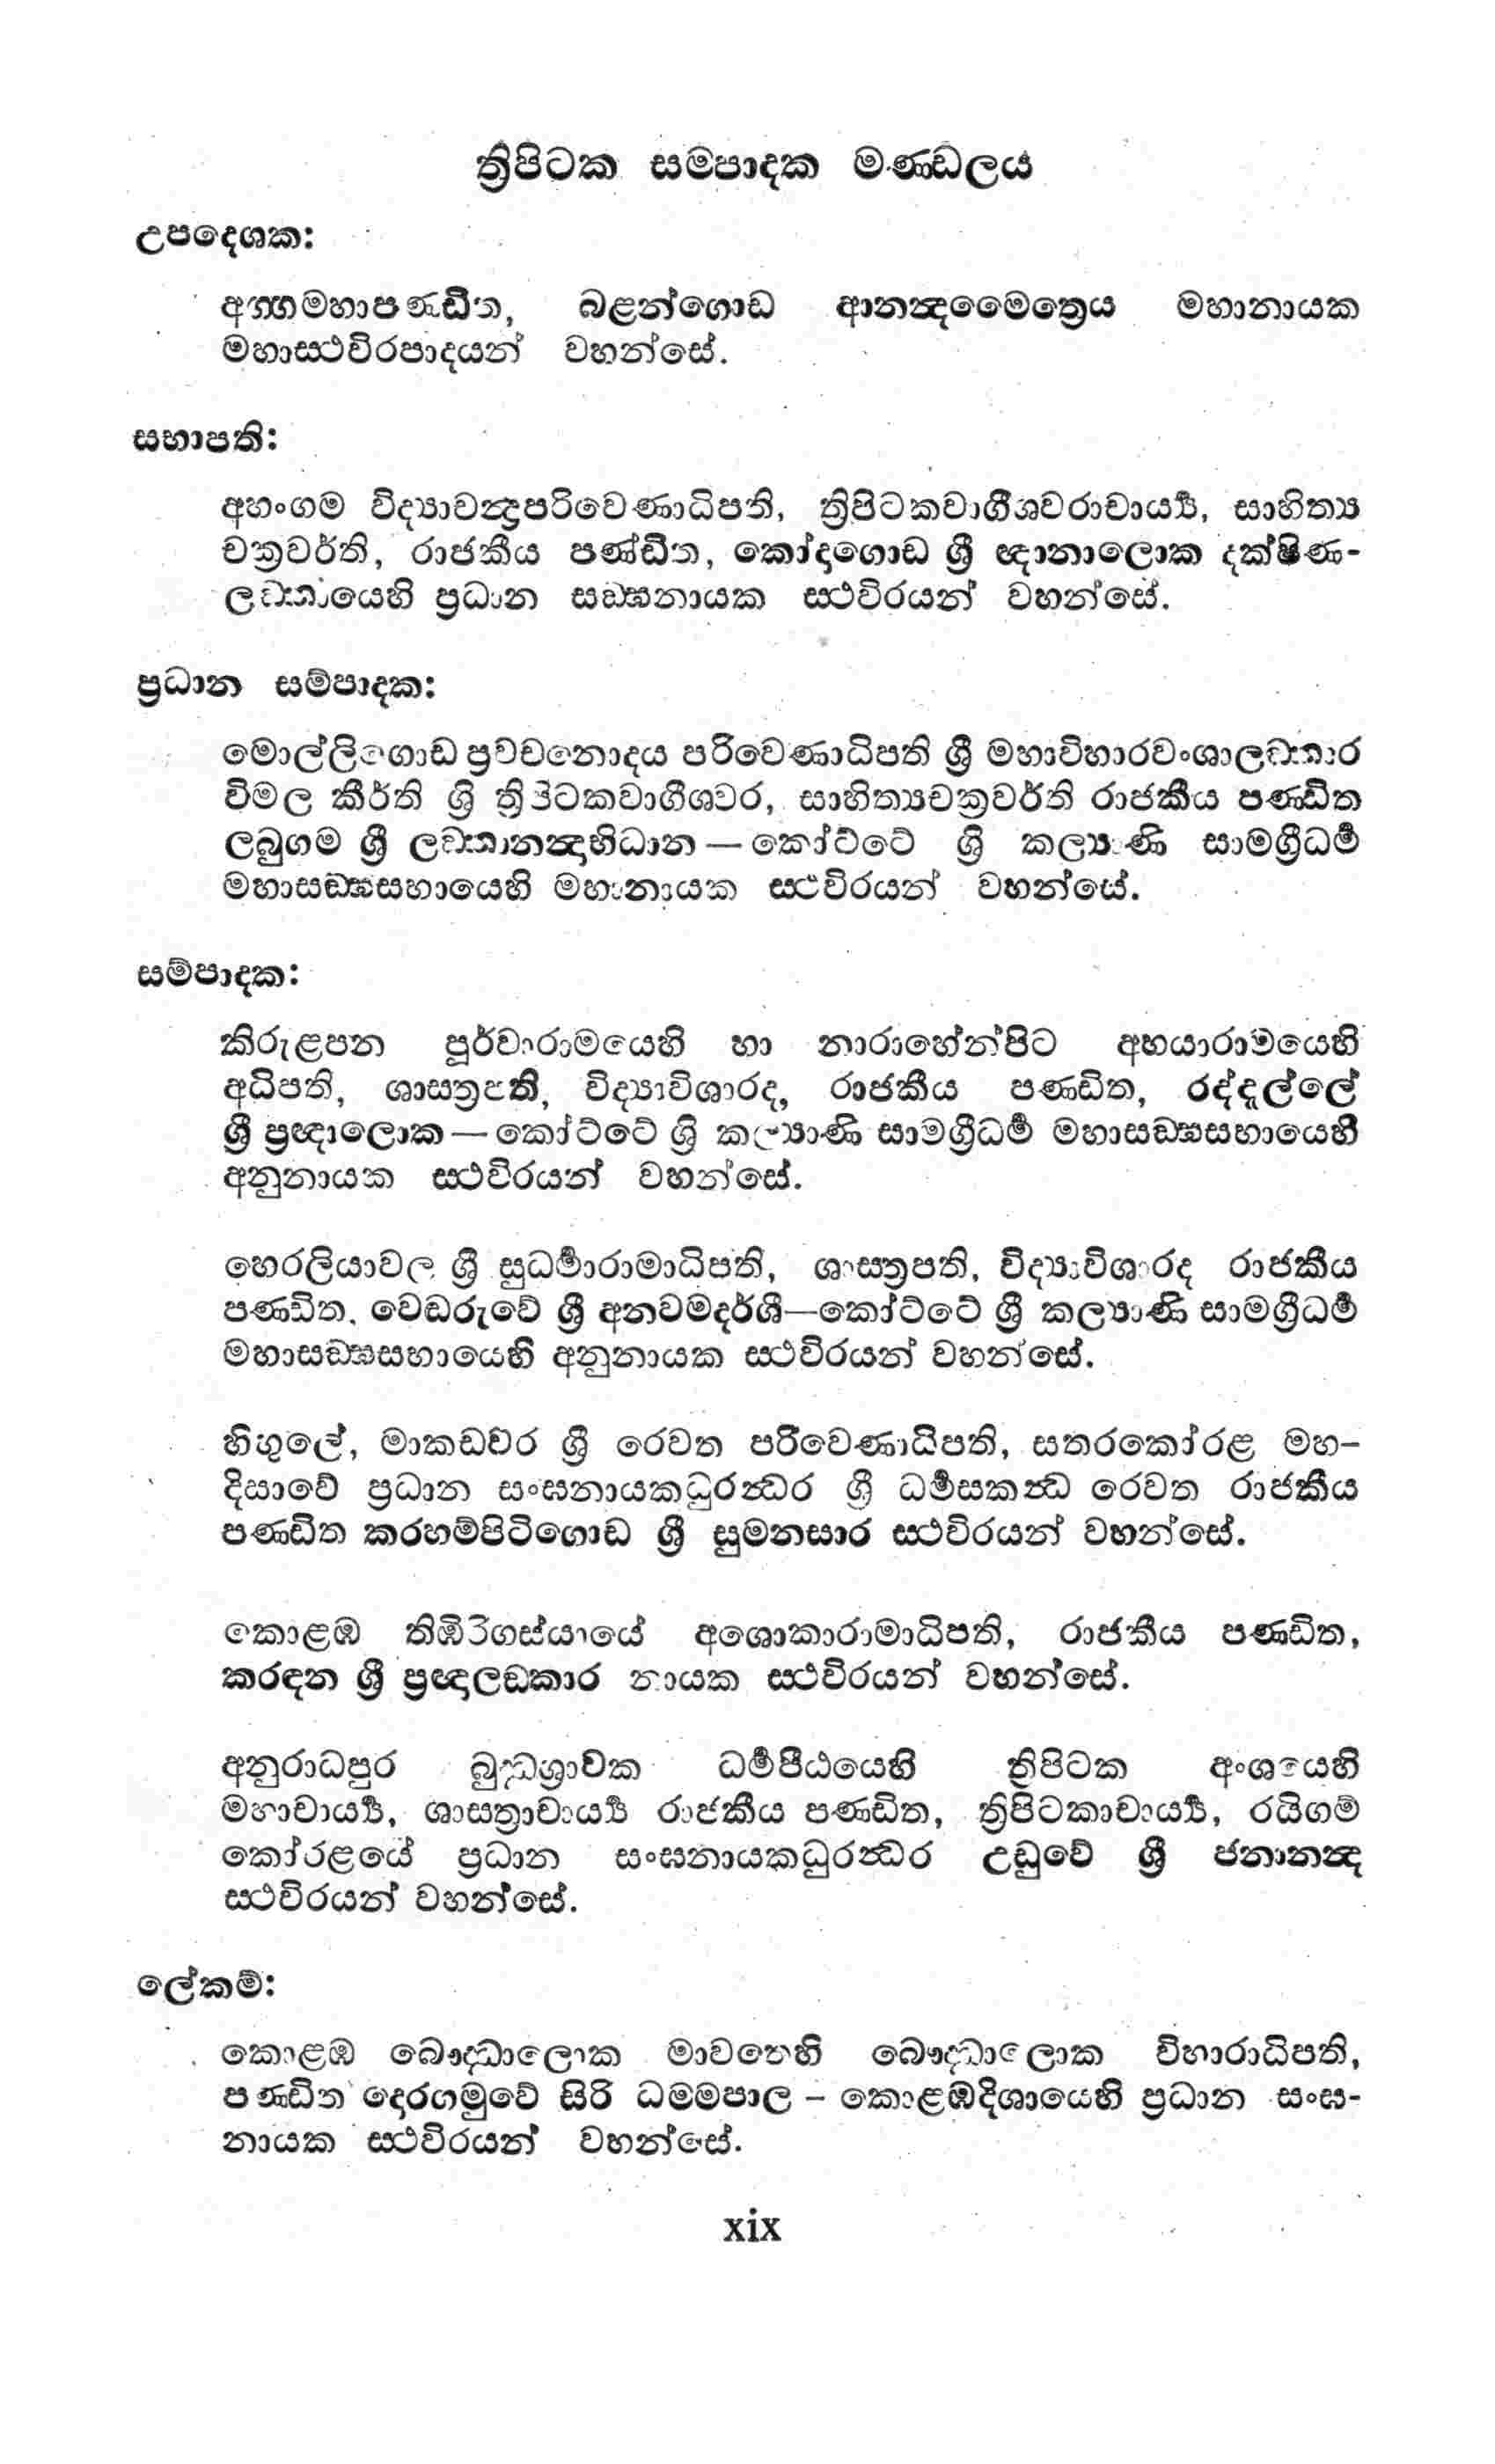 ත්‍රිපිටක සම්පාදක මණ්ඩලය
උපදේශක:
අග්ගමහාපණ්ඩිත, බළන්ගොඩ ආනන්දමෛත්‍රෙය මහානායක
මහාස්ථවිරපාදයන් වහන්සේ.
සභාපති:
අහංගම විද්‍යාචන්ද්‍රපරිවෙණාධිපති, ත්‍රිපිටකවාගීශ්වරාචාර්‍ය්‍ය, සාහිත්‍ය
චක්‍රවර්ති, රාජකීය පණ්ඩිත, කෝදාගොඩ ශ්‍රී ඤානාලොක දක්ෂිණ-
ලඞ්කායෙහි ප්‍රධාන සඞ්ඝනායක ස්ථවිරයන් වහන්සේ.
ප්‍රධාන සම්පාදක:
මොල්ලිගොඩ ප්‍රවචනොදය පරිවෙණාධිපති ශ්‍රී මහාවිහාරවංශාලඞ්කාර
විමල කීර්ති ශ්‍රී ත්‍රිපිටකවාගීශ්වර, සාහිත්‍යචක්‍රවර්ති රාජකීය පණ්ඩිත
ලබුගම ශ්‍රී ලඞ්කානන්දාභිධාන — කෝට්ටේ ශ්‍රී කල්‍යාණි සාමග්‍රීධර්‍ම
මහාසඞ්ඝසභායෙහි මහානායක ස්ථවිරයන් වහන්සේ.
සම්පාදක:
කිරුළපන පූර්වාරාමයෙහි හා නාරාහේන්පිට අභයාරාමයෙහි
අධිපති, ශාස්ත්‍රපති, විද්‍යාවිශාරද, රාජකීය පණ්ඩිත, රද්දැල්ලේ
ශ්‍රී ප්‍රඥාලොක — කෝට්ටේ ශ්‍රී කල්‍යාණි සාමග්‍රීධර්‍ම මහාසඞ්ඝසභායෙහි
අනුනායක ස්ථවිරයන් වහන්සේ.
හෙරලියාවල ශ්‍රී සුධර්‍මාරාමාධිපති, ශාස්ත්‍රපති, විද්‍යාවිශාරද රාජකීය
පණ්ඩිත, වෙඬරුවේ ශ්‍රී අනවමදර්ශී—කෝට්ටේ ශ්‍රී කල්‍යාණි සාමග්‍රීධර්‍ම
මහාසඞ්ඝසභායෙහි අනුනායක ස්ථවිරයන් වහන්සේ.
හිඟුලේ, මාකඩවර ශ්‍රී රෙවත පරිවෙණාධිපති, සතරකෝරළ මහ-
දිසාවේ ප්‍රධාන සංඝනායකධුරන්ධර ශ්‍රී ධර්‍මස්කන්ධ රෙවත රාජකීය
පණ්ඩිත කරහම්පිටිගොඩ ශ්‍රී සුමනසාර ස්ථවිරයන් වහන්සේ.
කොළඹ තිඹිරිගස්යායේ අශොකාරාමාධිපති, රාජකීය පණ්ඩිත,
කරඳන ශ්‍රී ප්‍රඥාලඞ්කාර නායක ස්ථවිරයන් වහන්සේ.
අනුරාධපුර බුද්ධශ්‍රාවක ධර්‍මපීඨයෙහි ත්‍රිපිටක අංශයෙහි
මහාචාර්‍ය්‍ය, ශාස්ත්‍රාචාර්‍ය්‍ය රාජකීය පණ්ඩිත, ත්‍රිපිටකාචාර්‍ය්‍ය, රයිගම්
කෝරළයේ ප්‍රධාන සංඝනායකධුරන්ධර උඩුවේ ශ්‍රී ජනානන්ද
ස්ථවිරයන් වහන්සේ.
ලේකම්:
කොළඹ බෞද්ධාලොක මාවතෙහි බෞද්ධාලොක විහාරාධිපති,
පණ්ඩිත දොරගමුවේ සිරි ධම්මපාල - කොළඹදිශායෙහි ප්‍රධාන සංඝ-
නායක ස්ථවිරයන් වහන්සේ.
xix